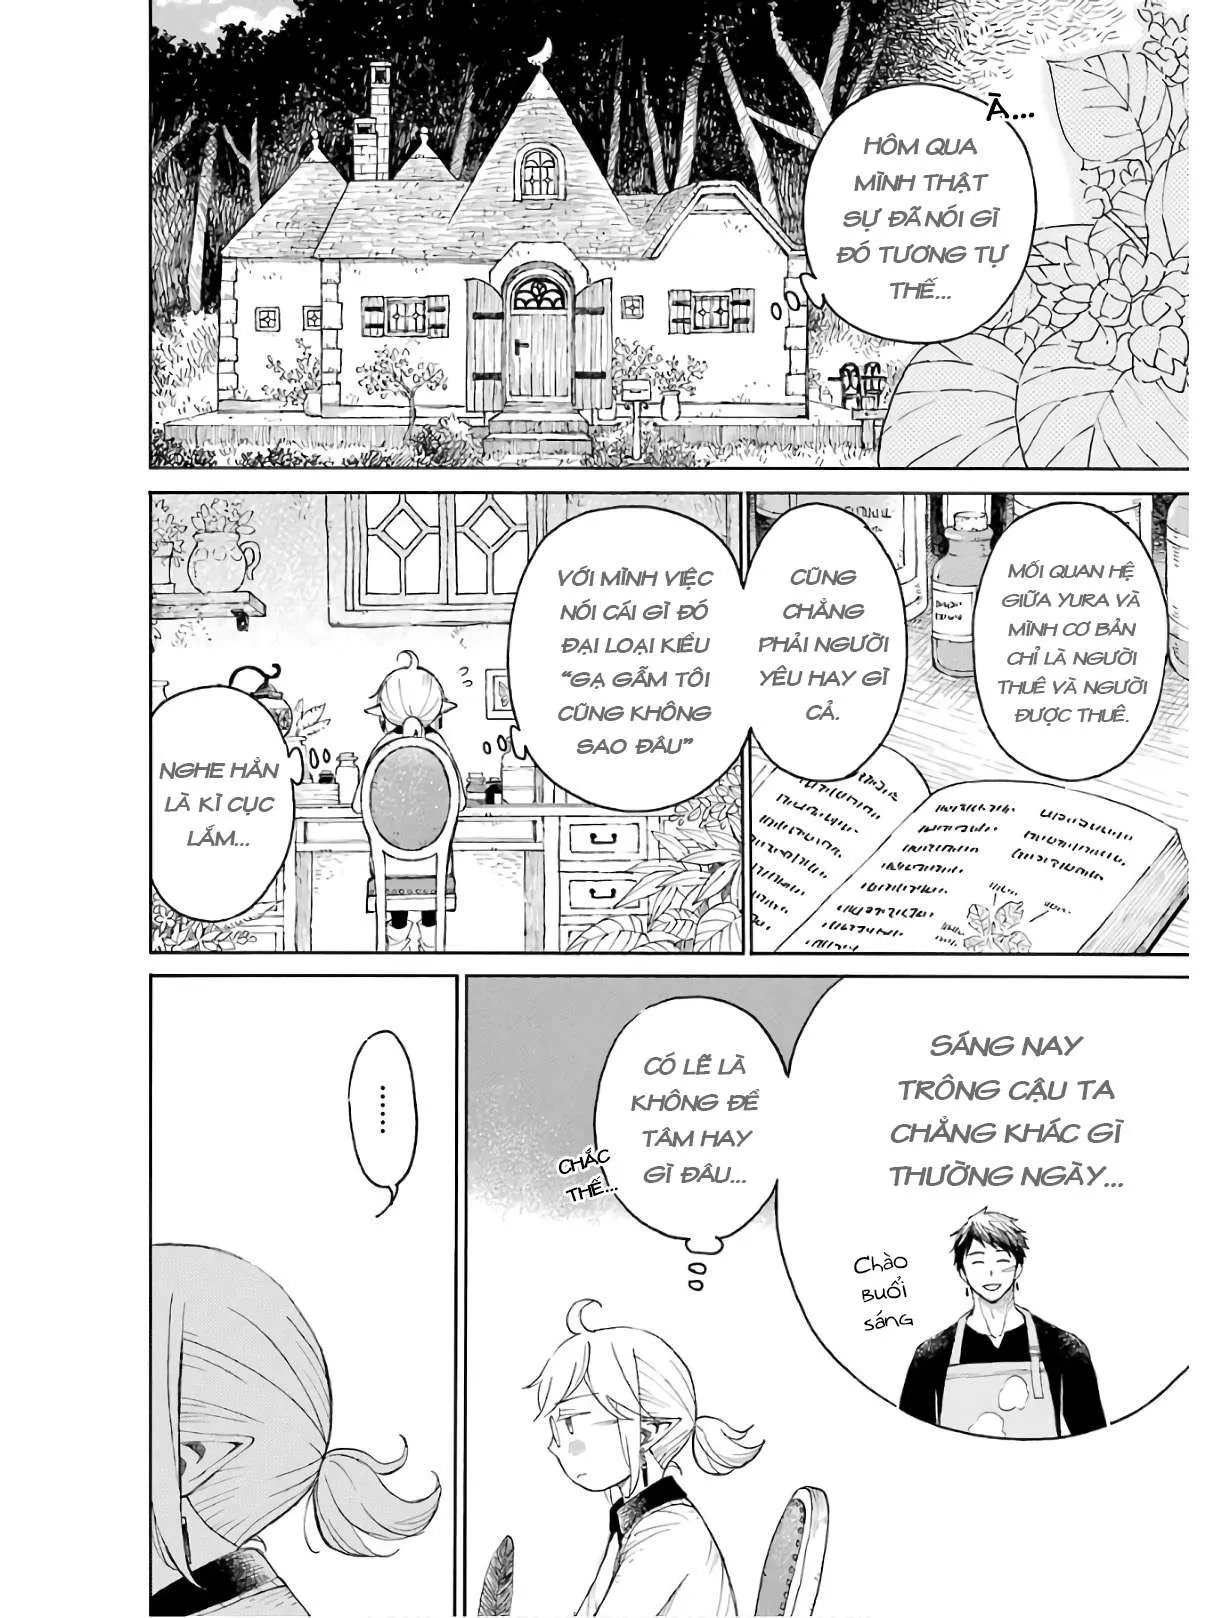 À...
HÔM QUA
MÌNH THẬT
SỰ ĐÃ NÓI GÌ
ĐÓ TƯƠNG TỰ
THẾ...
MỐI QUAN HỆ
GIỮA YURA VÀ
MÌNH CƠ BẢN
CHỈ LÀ NGƯỜI
THUÊ VÀ NGƯỜI
ĐƯỢC THUÊ.
CŨNG
CHẲNG
PHẢI NGƯỜI
YÊU HAY GÌ
CẢ.
VỚI MÌNH VIỆC
NÓI CÁI GÌ ĐÓ
ĐẠI LOẠI KIỀU
“GẠ GẪM TÔI
CŨNG KHÔNG
SAO ĐÂU”
NGHE HẲN
LÀ KÌ CỤC
LẮM...
SÁNG NAY
TRÔNG CẬU TA
CHẲNG KHÁC GÌ
THƯỜNG NGÀY...
Chào
BUỔI
sáng
CÓ LẼ LÀ
KHÔNG ĐỂ
TÂM HAY
GÌ ĐÂU...
CHẮC
THẾ...
......